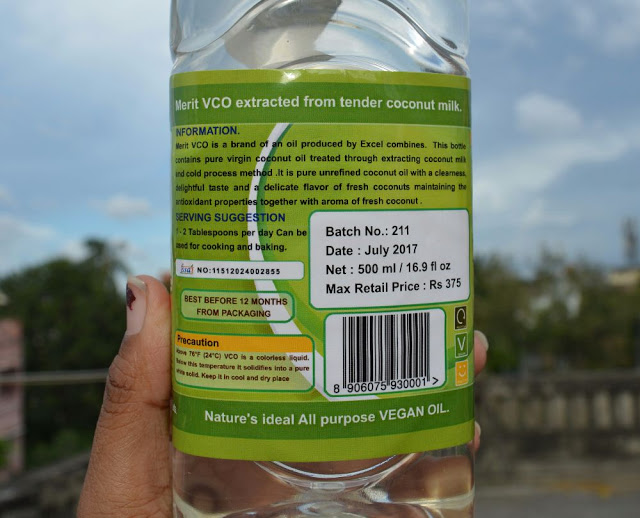 Merit VCO extracted from tender coconut milk.
INFORMATION.
Merit VCO is a brand of an oil produced by Excel combines. This bottle
contains pure virgin coconut oil treated through extracting coconut milk
and cold process method .It is pure unrefined coconut oil with a clearness,
delightful taste and a delicate flavor of fresh coconuts maintaining the
antioxidant properties together with aroma of fresh coconut .
SERVING SUGGESTION
1 - 2 Tablespoons per day Can be
used for cooking and baking.
fssai NO:11512024002855
BEST BEFORE 12 MONTHS
FROM PACKAGING
Precaution
Above 76°F (24°C) VCO is a colorless liquid.
Below this temperature It solidifies into a pure
white solid. Keep it in cool and dry place
Batch No.: 211
Date : July 2017
Net : 500 ml / 16.9 fl oz
Max Retail Price : Rs 375
8 906075 930001 >
V
Nature's ideal All purpose VEGAN OIL.